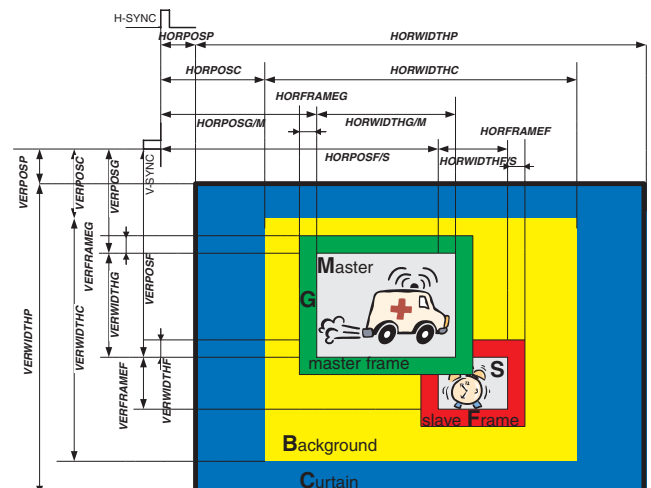 H-SYNC
HORPOSP
HORWIDTHP
HORPOSC
HORWIDTHC
HORFRAMEG
HORPOSG/M
HORWIDTHG/M
HORFRAMEF
HORPOSF/S
HORWIDTHF/S
V-SYNC
VERPOSP
VERPOSC
VERPOSG
VERFRAMEG
VERPOSF
VERWIDTHG
VERWIDTHC
VERWIDTHP
VERFRAMEF
VERWIDTHF
Master
G
master frame
S
slave Frame
Background
Curtain